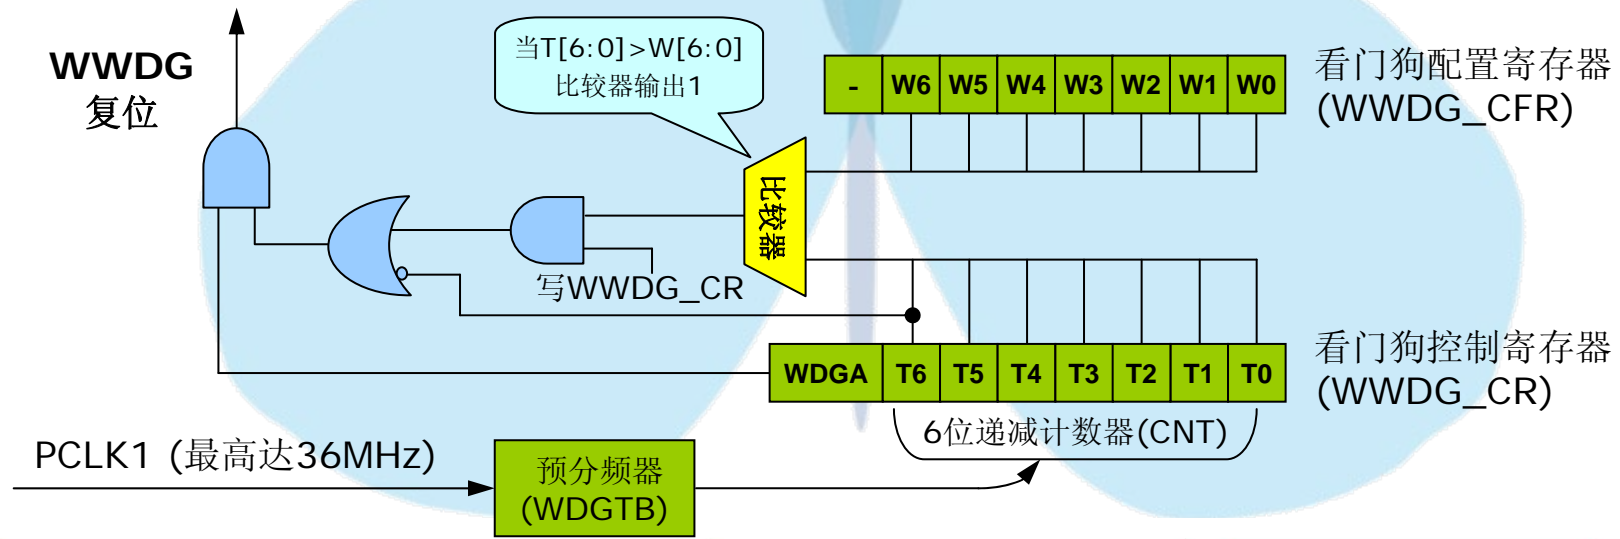 WWDG
复位
当T[6:0]>W[6:0]
比较器输出1
- W6 W5 W4 W3 W2 W1 W0
看门狗配置寄存器
(WWDG_CFR)
比较器
写WWDG_CR
WDGA T6 T5 T4 T3 T2 T1 T0
看门狗控制寄存器
(WWDG_CR)
6位递减计数器(CNT)
PCLK1 (最高达36MHz)
预分频器
(WDGTB)